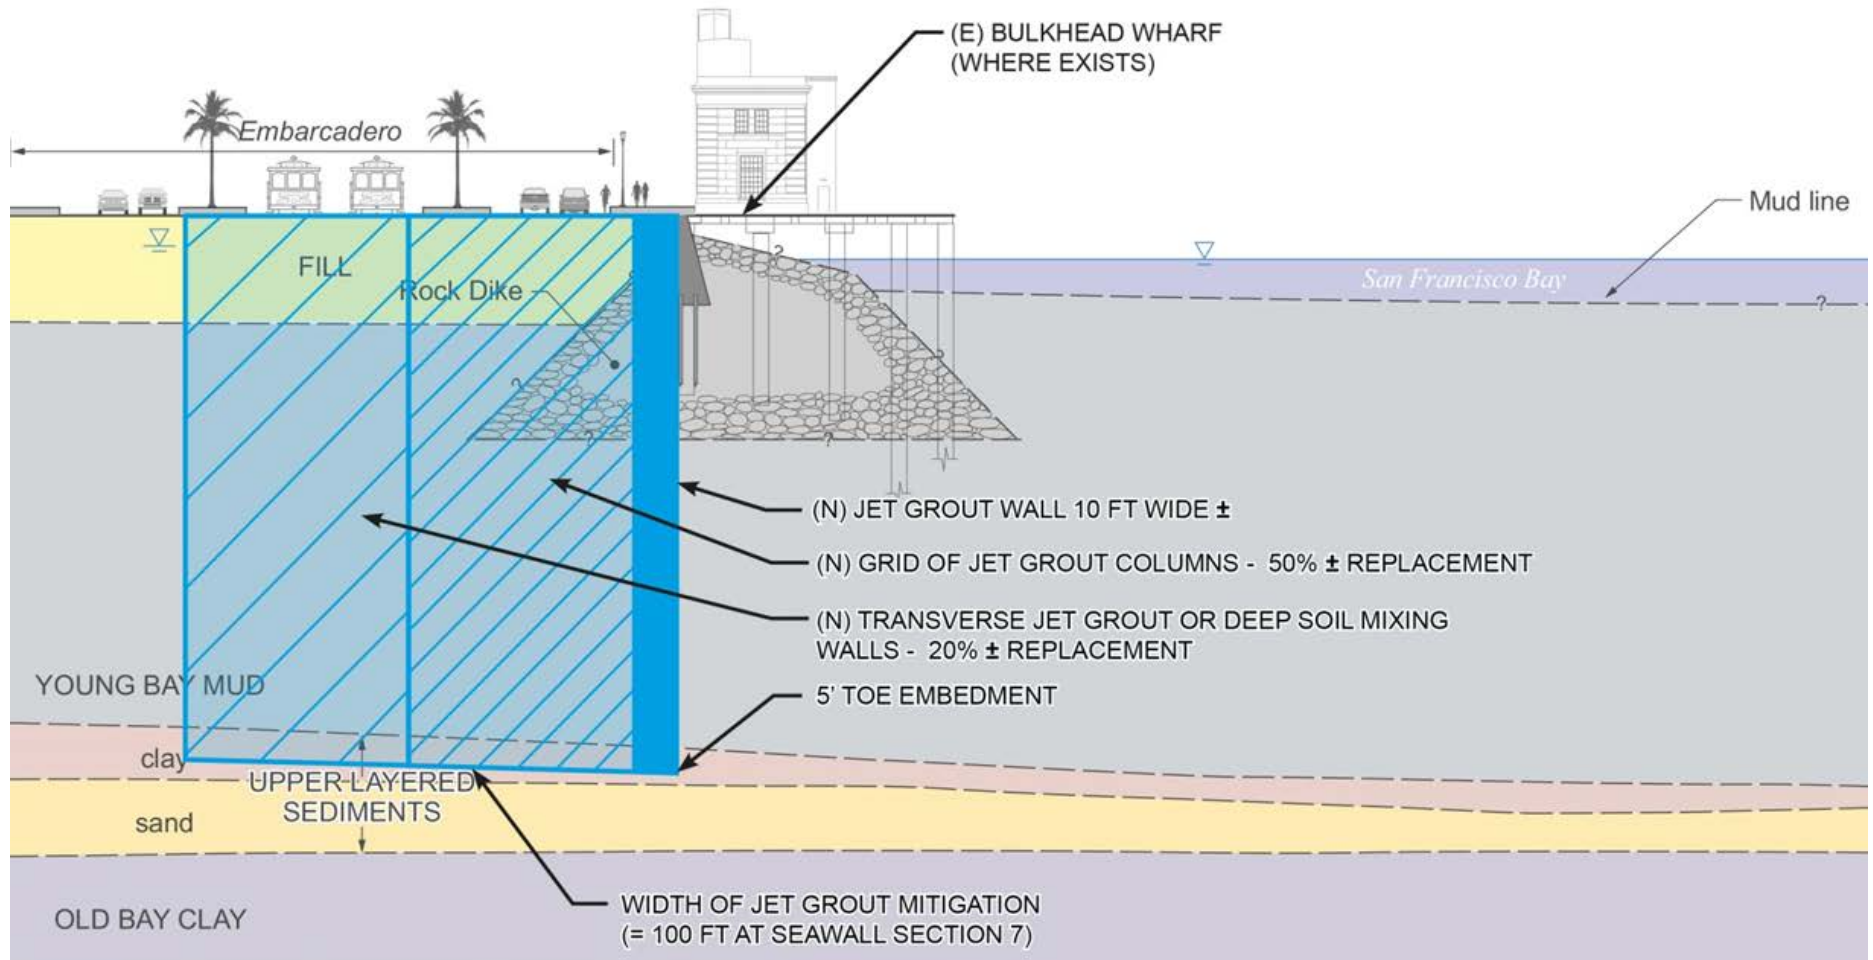 (E) BULKHEAD WHARF
(WHERE EXISTS)
Embarcadero
Mud line
FILL
Rock Dike
San Francisco Bay
?
?
?
?
?
?
(N) JET GROUT WALL 10 FT WIDE ±
(N) GRID OF JET GROUT COLUMNS - 50% ± REPLACEMENT
(N) TRANSVERSE JET GROUT OR DEEP SOIL MIXING
WALLS - 20% ± REPLACEMENT
YOUNG BAY MUD
5' TOE EMBEDMENT
clay
UPPER LAYERED
SEDIMENTS
sand
WIDTH OF JET GROUT MITIGATION
(= 100 FT AT SEAWALL SECTION 7)
OLD BAY CLAY